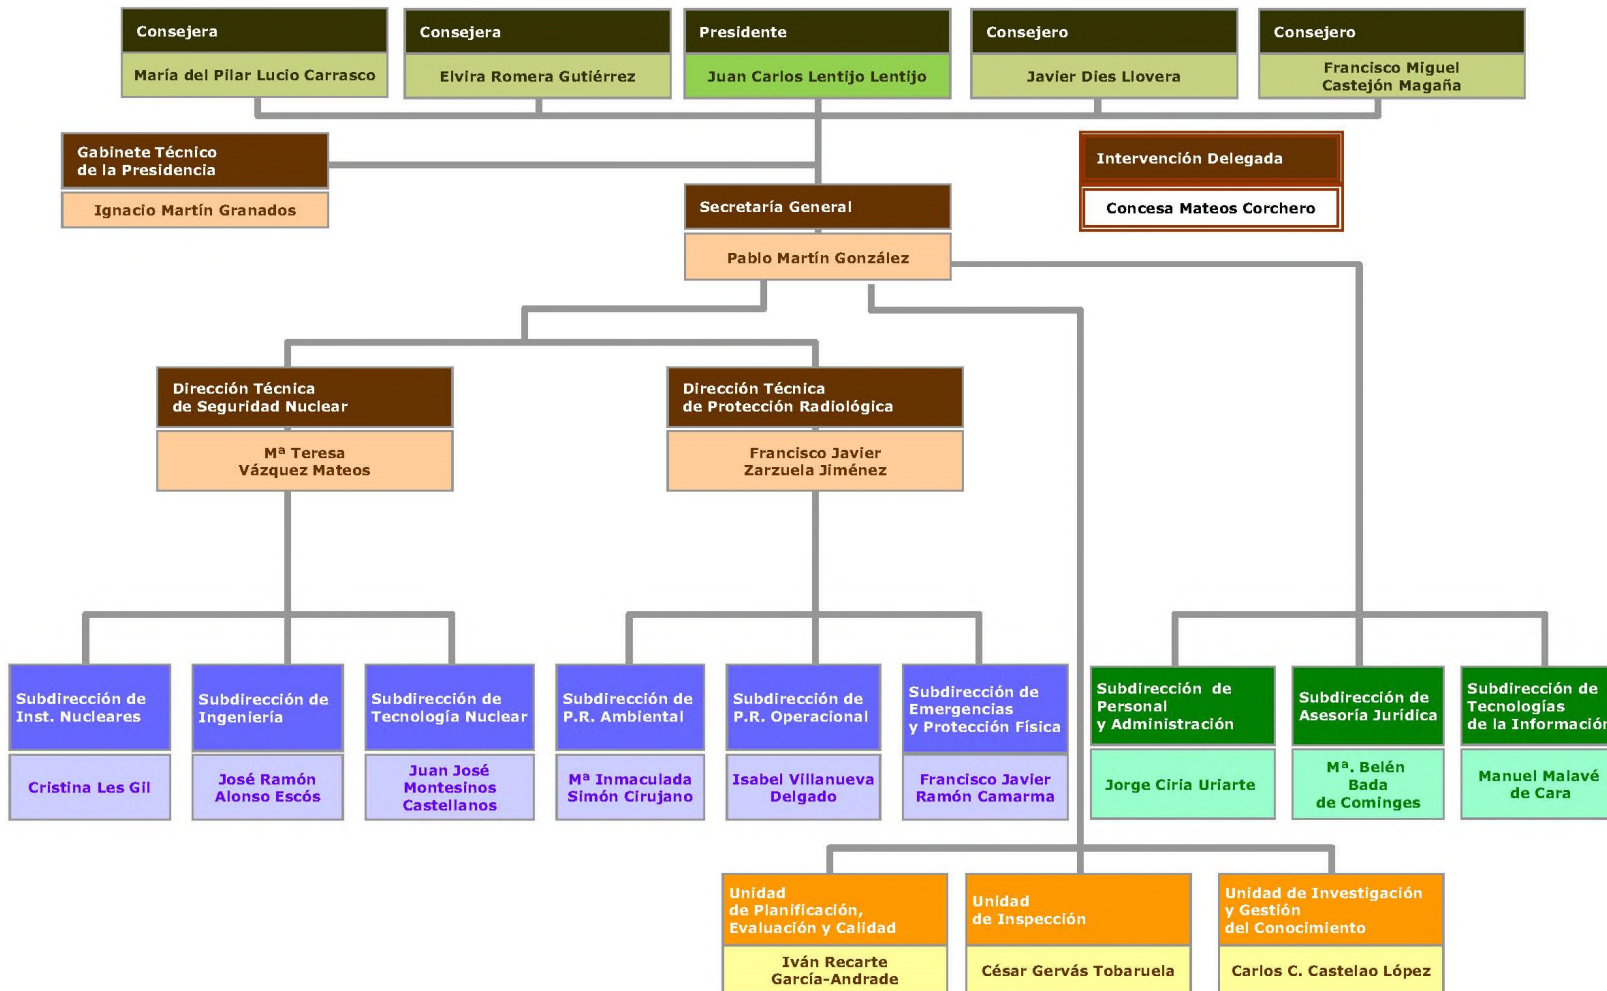 Consejera
María del Pilar Lucio Carrasco
Consejera
Elvira Romera Gutiérrez
Presidente
Juan Carlos Lentijo Lentijo
Consejero
Javier Dies Llovera
Consejero
Francisco Miguel
Castejón Magaña
Gabinete Técnico
de la Presidencia
Ignacio Martín Granados
Intervención Delegada
Concesa Mateos Corchero
Secretaría General
Pablo Martín González
Dirección Técnica
de Seguridad Nuclear
Mª Teresa
Vázquez Mateos
Dirección Técnica
de Protección Radiológica
Francisco Javier
Zarzuela Jiménez
Subdirección de
Inst. Nucleares
Cristina Les Gil
Subdirección de
Ingeniería
José Ramón
Alonso Escós
Subdirección de
Tecnología Nuclear
Juan José
Montesinos
Castellanos
Subdirección de
P.R. Ambiental
Mª Inmaculada
Simón Cirujano
Subdirección de
P.R. Operacional
Isabel Villanueva
Delgado
Subdirección de
Emergencias
y Protección Física
Francisco Javier
Ramón Camarma
Subdirección de
Personal
y Administración
Jorge Ciria Uriarte
Subdirección de
Asesoría Jurídica
Mª. Belén
Bada
de Cominges
Subdirección de
Tecnologías
de la Información
Manuel Malavé
de Cara
Unidad
de Planificación,
Evaluación y Calidad
Iván Recarte
García-Andrade
Unidad
de Inspección
César Gervás Tobaruela
Unidad de Investigación
y Gestión
del Conocimiento
Carlos C. Castelao López